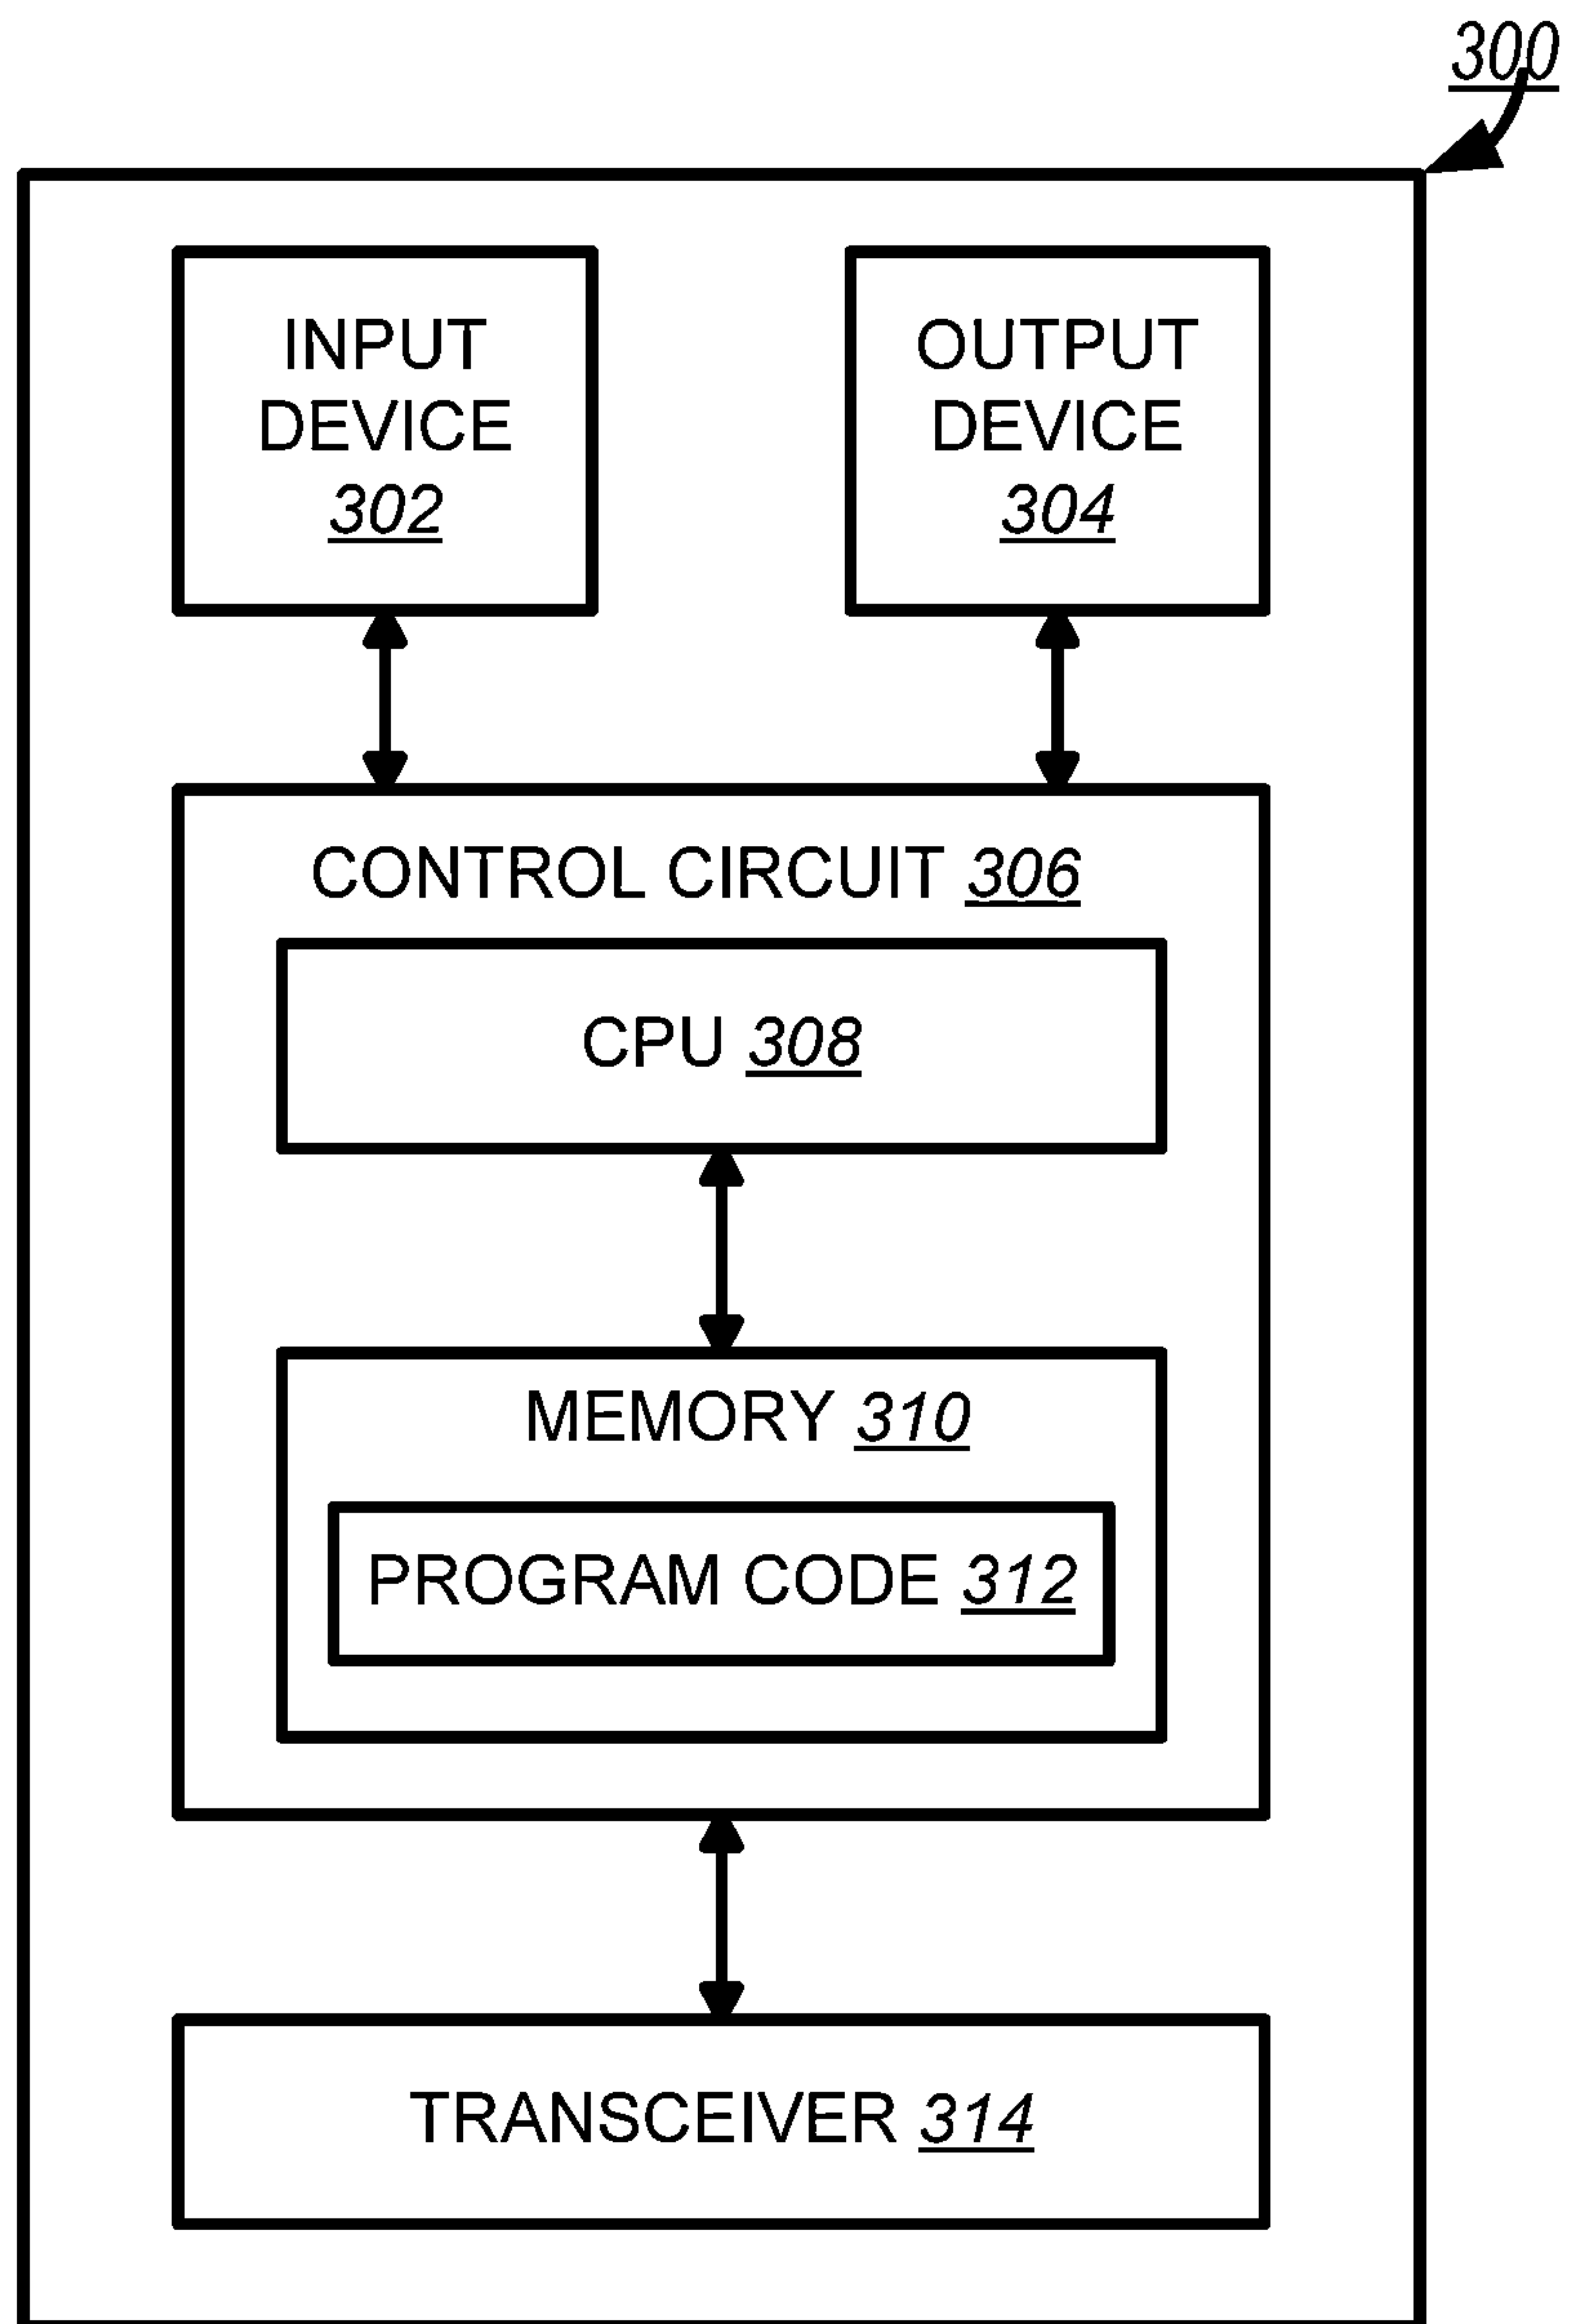 300
INPUT
DEVICE
302
OUTPUT
DEVICE
304
CONTROL CIRCUIT 306
CPU 308
MEMORY 310
PROGRAM CODE 312
TRANSCEIVER 314